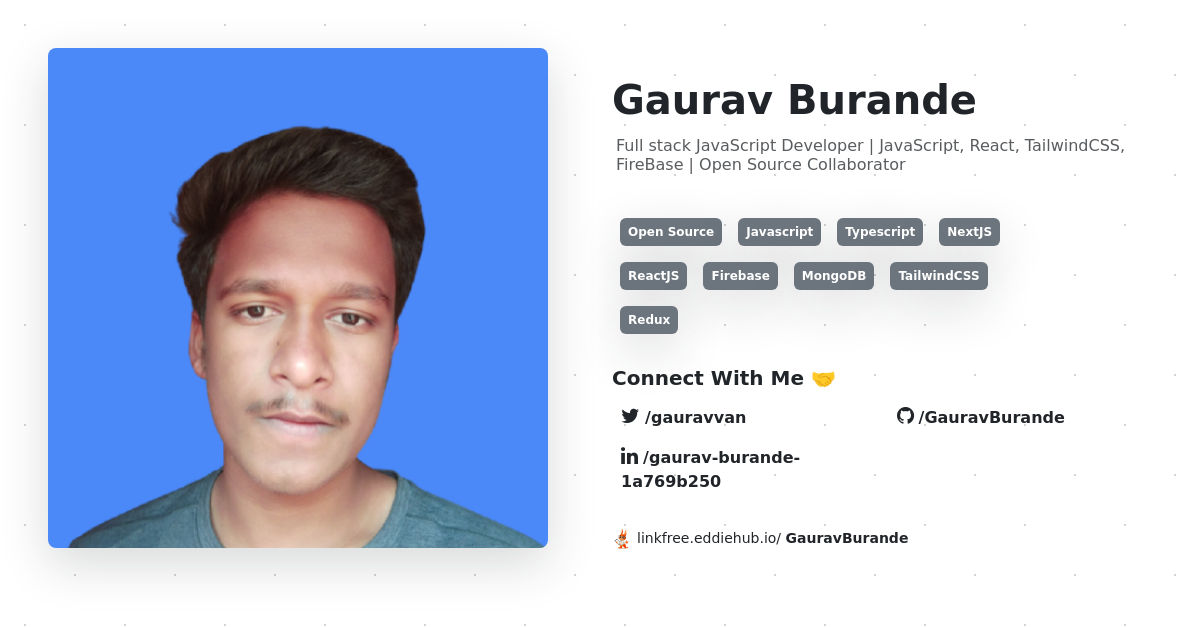 Gaurav Burande
Full stack JavaScript Developer | JavaScript, React, TailwindCSS,
FireBase | Open Source Collaborator
Open Source Javascript Typescript NextJS
ReactJS Firebase MongoDB TailwindCSS
Redux
Connect With Me 🤝
/gauravvan /GauravBurande
/gaurav-burande-
1a769b250
linkfree.eddiehub.io/ GauravBurande